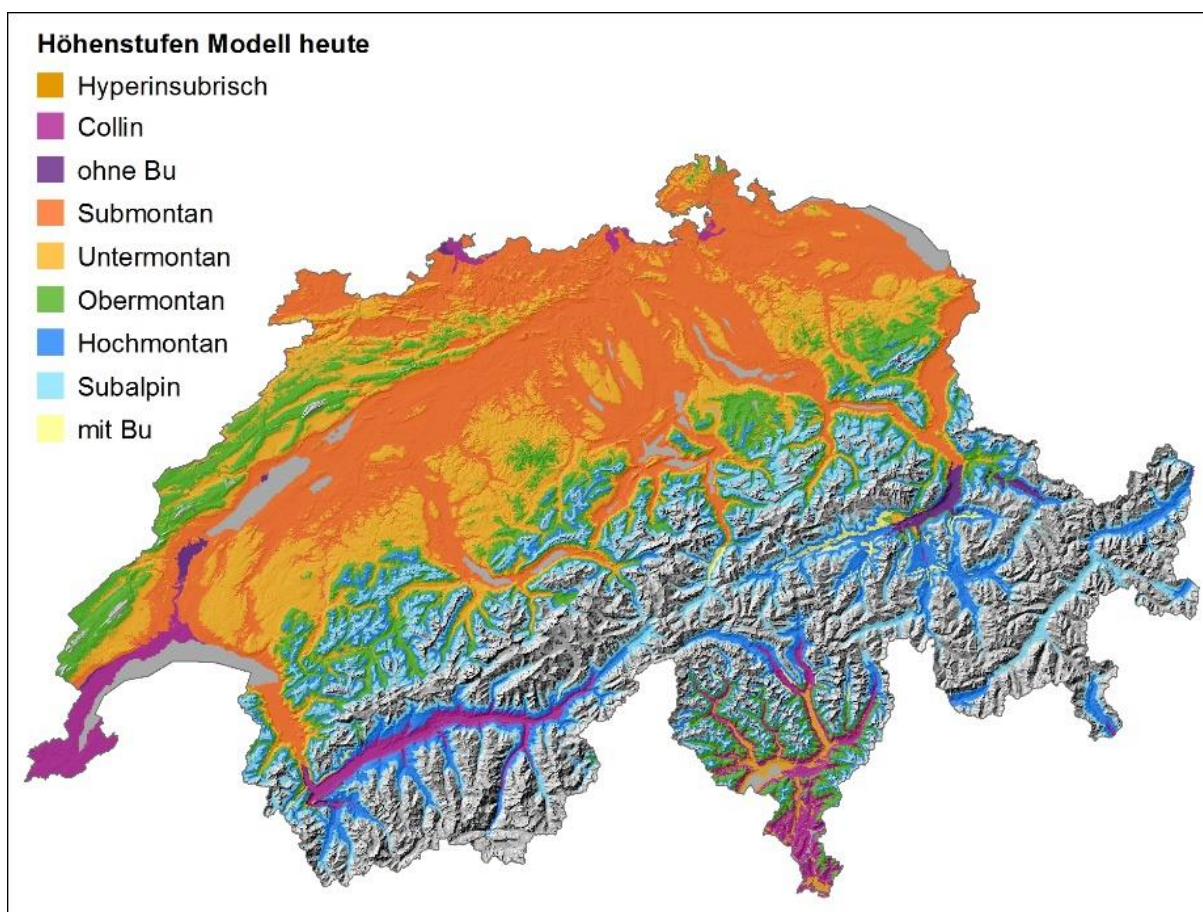 Höhenstufen Modell heute
Hyperinsubrisch
Collin
ohne Bu
Submontan
Untermontan
Obermontan
Hochmontan
Subalpin
mit Bu